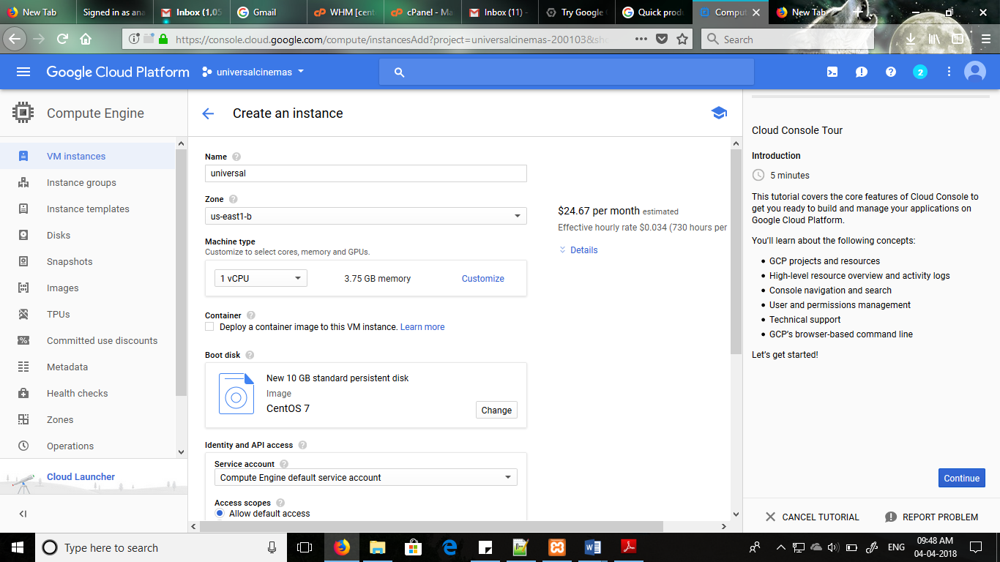 New Tab
Signed in as ana
Inbox (1,05
Gmail
WHM [cent
cPanel - Ma
Inbox (11) -
Try Google
Quick prod
Comput
New Tab
https://console.cloud.google.com/compute/instancesAdd?project=universalcinemas-200103&sh
Search
Google Cloud Platform
universalcinemas
2
Compute Engine
VM instances
Instance groups
Instance templates
Disks
Snapshots
Images
TPUs
Committed use discounts
Metadata
Health checks
Zones
Operations
Cloud Launcher
Create an instance
Name
universal
Zone
us-east1-b
Machine type
Customize to select cores, memory and GPUs.
1 vCPU
3.75 GB memory
Customize
Container
Deploy a container image to this VM instance. Learn more
Boot disk
New 10 GB standard persistent disk
Image
CentOS 7
Change
Identity and API access
Service account
Compute Engine default service account
Access scopes
Allow default access
$24.67 per month estimated
Effective hourly rate $0.034 (730 hours per
Details
Cloud Console Tour
Introduction
5 minutes
This tutorial covers the core features of Cloud Console to
get you ready to build and manage your applications on
Google Cloud Platform.
You'll learn about the following concepts:
GCP projects and resources
High-level resource overview and activity logs
Console navigation and search
User and permissions management
Technical support
GCP's browser-based command line
Let's get started!
Continue
CANCEL TUTORIAL
REPORT PROBLEM
Type here to search
ENG
09:48 AM
04-04-2018